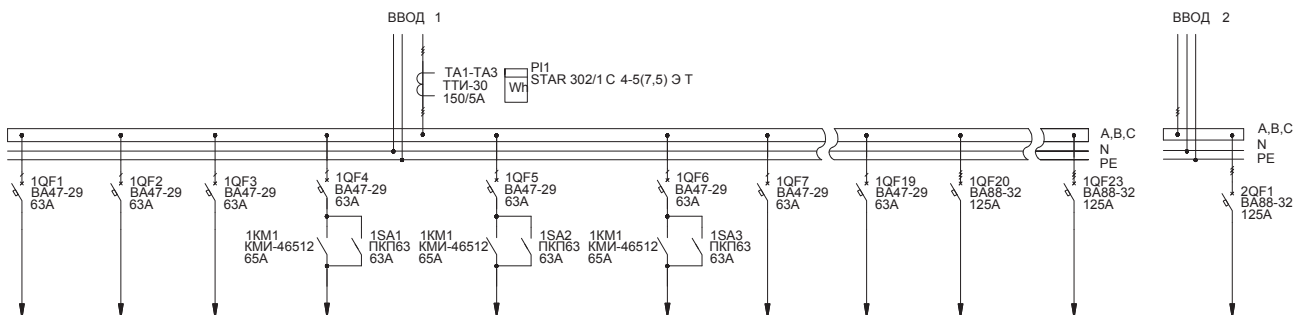 ВВОД 1
ВВОД 2
ТА1-ТА3
ТТИ-30
150/5А
PI1
STAR 302/1 С 4-5(7,5) Э Т
Wh
A,B,C
N
PE
A,B,C
N
PE
1QF1
ВА47-29
63А
1QF2
ВА47-29
63А
1QF3
ВА47-29
63А
1QF4
ВА47-29
63А
1QF5
ВА47-29
63А
1QF6
ВА47-29
63А
1QF7
ВА47-29
63А
1QF19
ВА47-29
63А
1QF20
ВА88-32
125А
1QF23
ВА88-32
125А
2QF1
ВА88-32
125А
1КМ1
КМИ-46512
65А
1SA1
ПКП63
63А
1КМ1
КМИ-46512
65А
1SA2
ПКП63
63А
1КМ1
КМИ-46512
65А
1SA3
ПКП63
63А